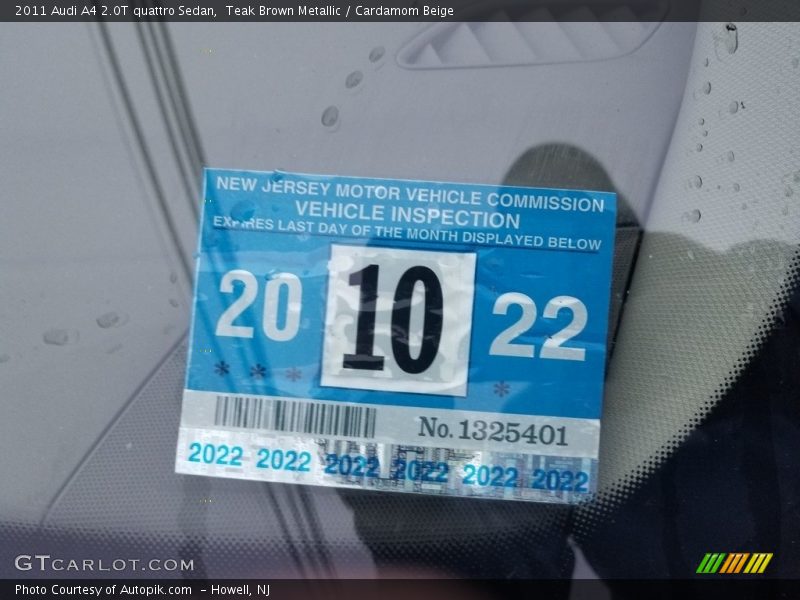 2011 Audi A4 2.0T quattro Sedan,  Teak Brown Metallic / Cardamom Beige
NEW JERSEY MOTOR VEHICLE COMMISSION
VEHICLE INSPECTION
EXPIRES LAST DAY OF THE MONTH DISPLAYED BELOW
20 10 22
* * * *
No. 1325401
2022 2022 2022 2022 2022 2022
GTCARLOT.COM
Photo Courtesy of Autopik.com  – Howell, NJ